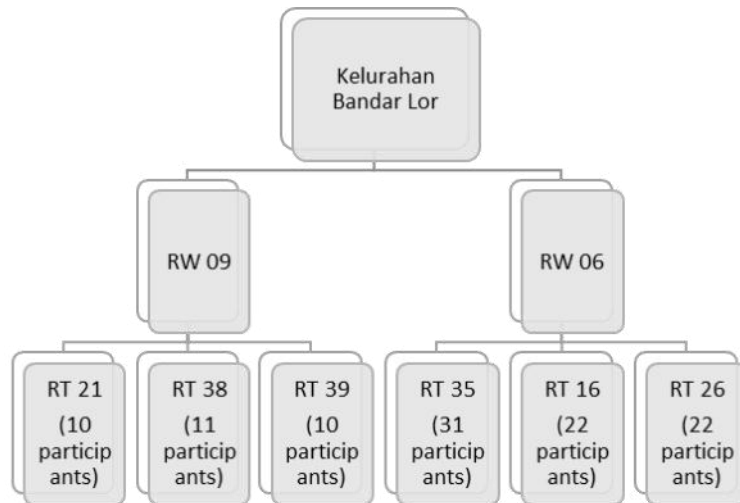 Kelurahan
Bandar Lor
RW 09
RW 06
RT 21
(10
particip
ants)
RT 38
(11
particip
ants)
RT 39
(10
particip
ants)
RT 35
(31
particip
ants)
RT 16
(22
particip
ants)
RT 26
(22
particip
ants)